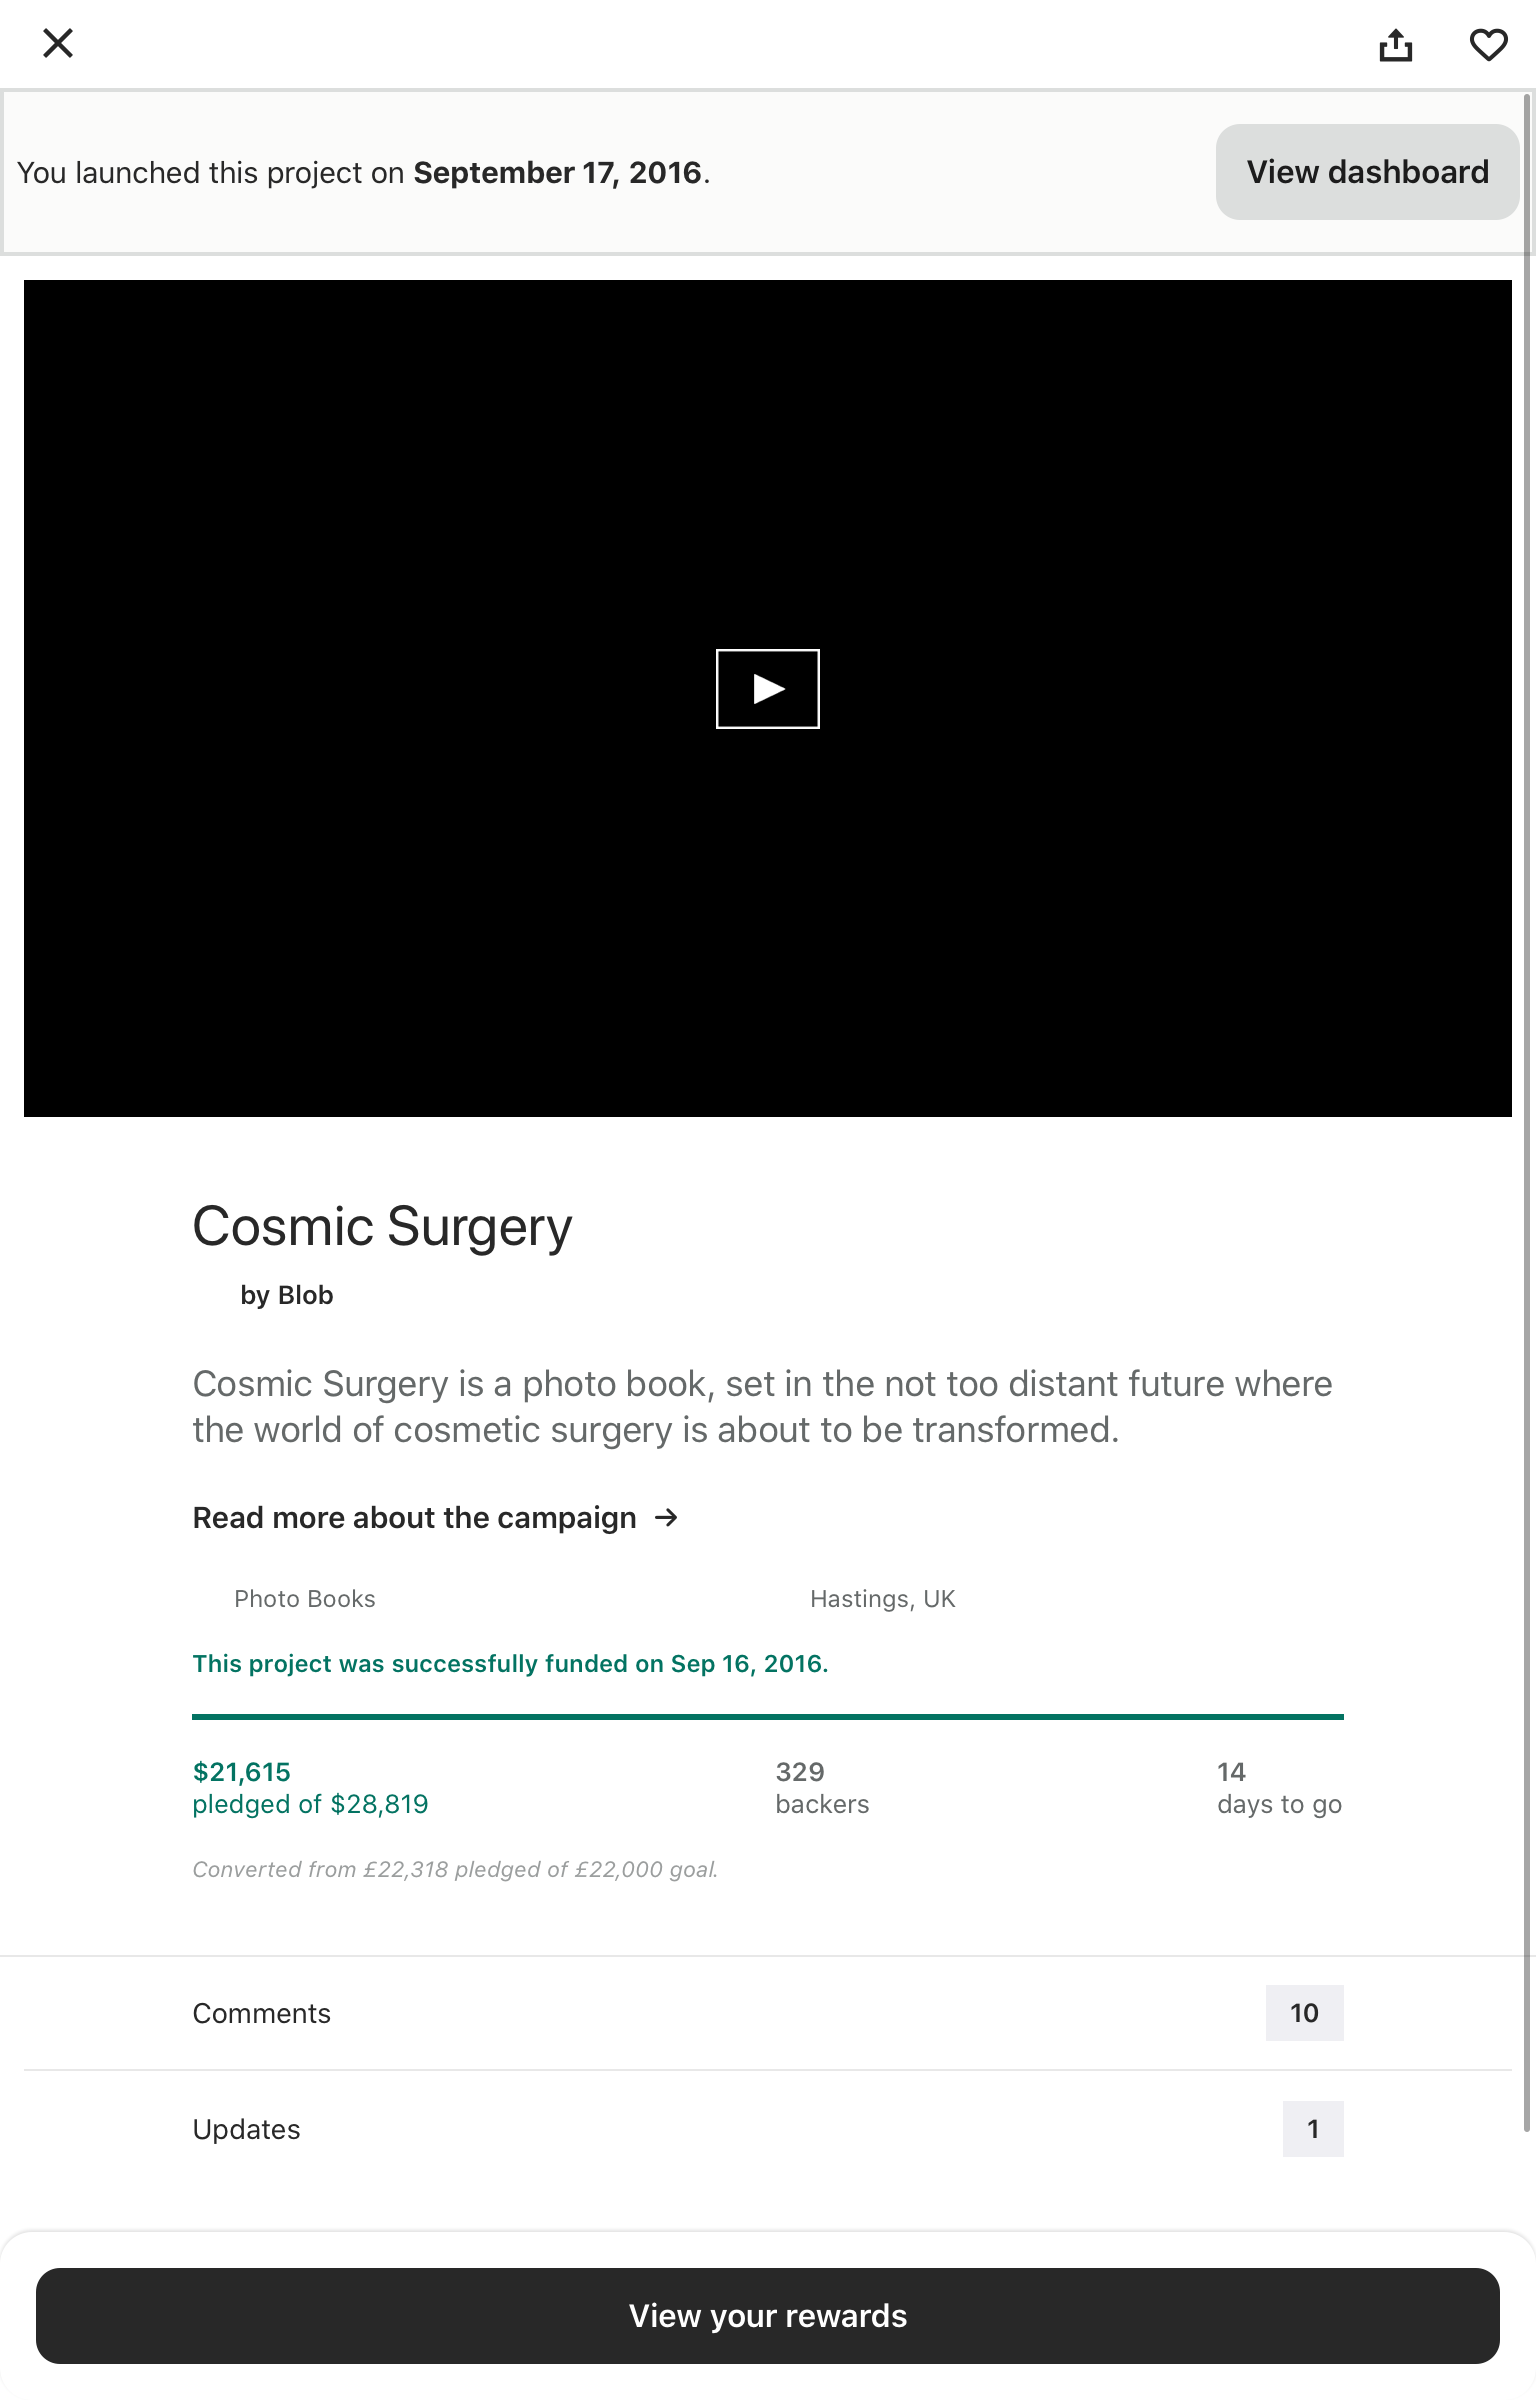 You launched this project on September 17, 2016.
View dashboard
Cosmic Surgery
by Blob
Cosmic Surgery is a photo book, set in the not too distant future where
the world of cosmetic surgery is about to be transformed.
Read more about the campaign →
Photo Books
Hastings, UK
This project was successfully funded on Sep 16, 2016.
$21,615
pledged of $28,819
329
backers
14
days to go
Converted from £22,318 pledged of £22,000 goal.
Comments
10
Updates
1
View your rewards